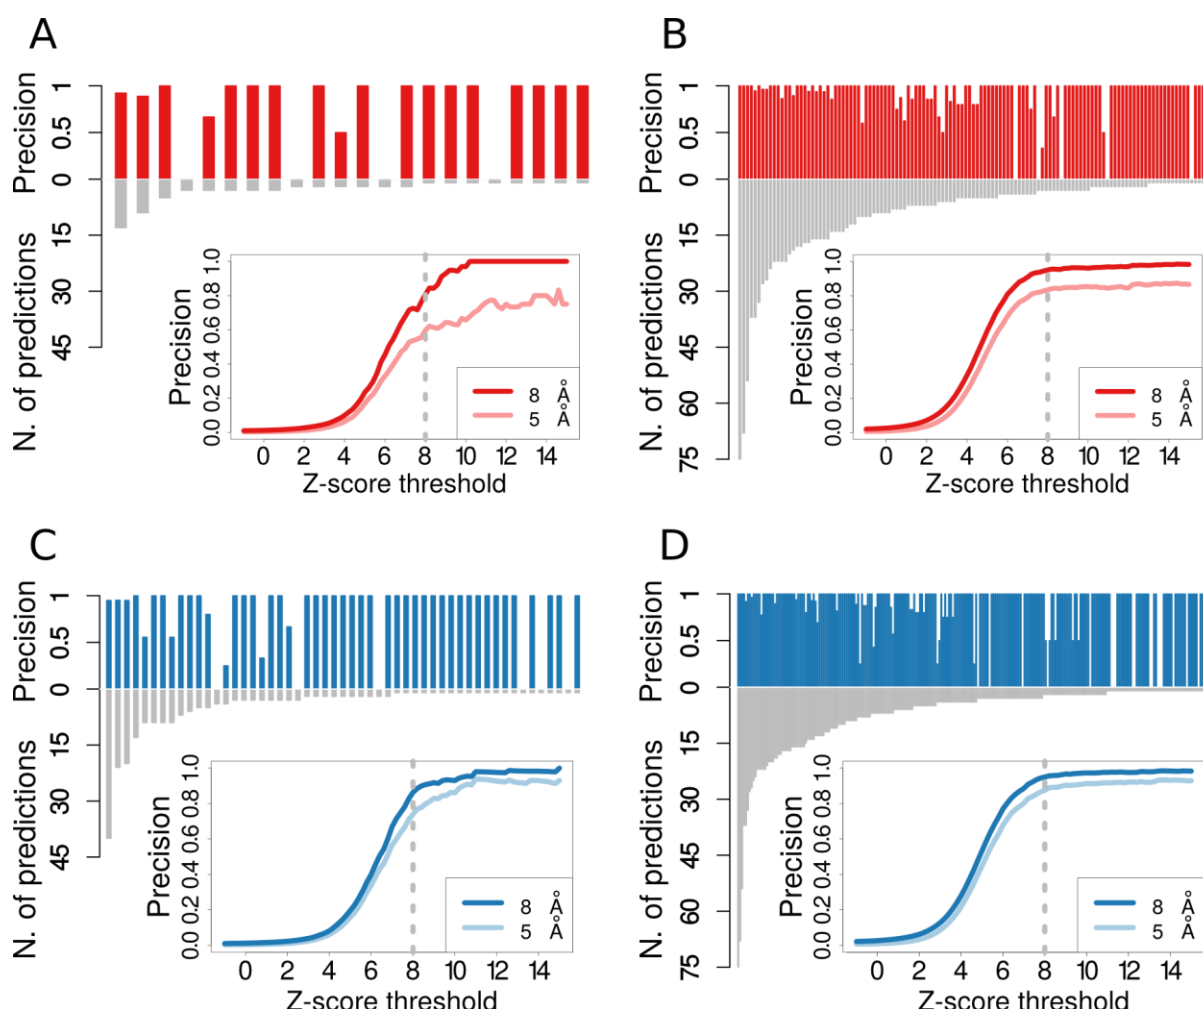 A
Precision
0 0.5 1
N. of predictions
15 30 45
Precision
0.0 0.2 0.4 0.6 0.8 1.0
8 Å
5 Å
0 2 4 6 8 10 12 14
Z-score threshold
B
Precision
0 0.5 1
N. of predictions
15 30 45 60 75
Precision
0.0 0.2 0.4 0.6 0.8 1.0
8 Å
5 Å
0 2 4 6 8 10 12 14
Z-score threshold
C
Precision
0 0.5 1
N. of predictions
15 30 45
Precision
0.0 0.2 0.4 0.6 0.8 1.0
8 Å
5 Å
0 2 4 6 8 10 12 14
Z-score threshold
D
Precision
0 0.5 1
N. of predictions
15 30 45 60 75
Precision
0.0 0.2 0.4 0.6 0.8 1.0
8 Å
5 Å
0 2 4 6 8 10 12 14
Z-score threshold